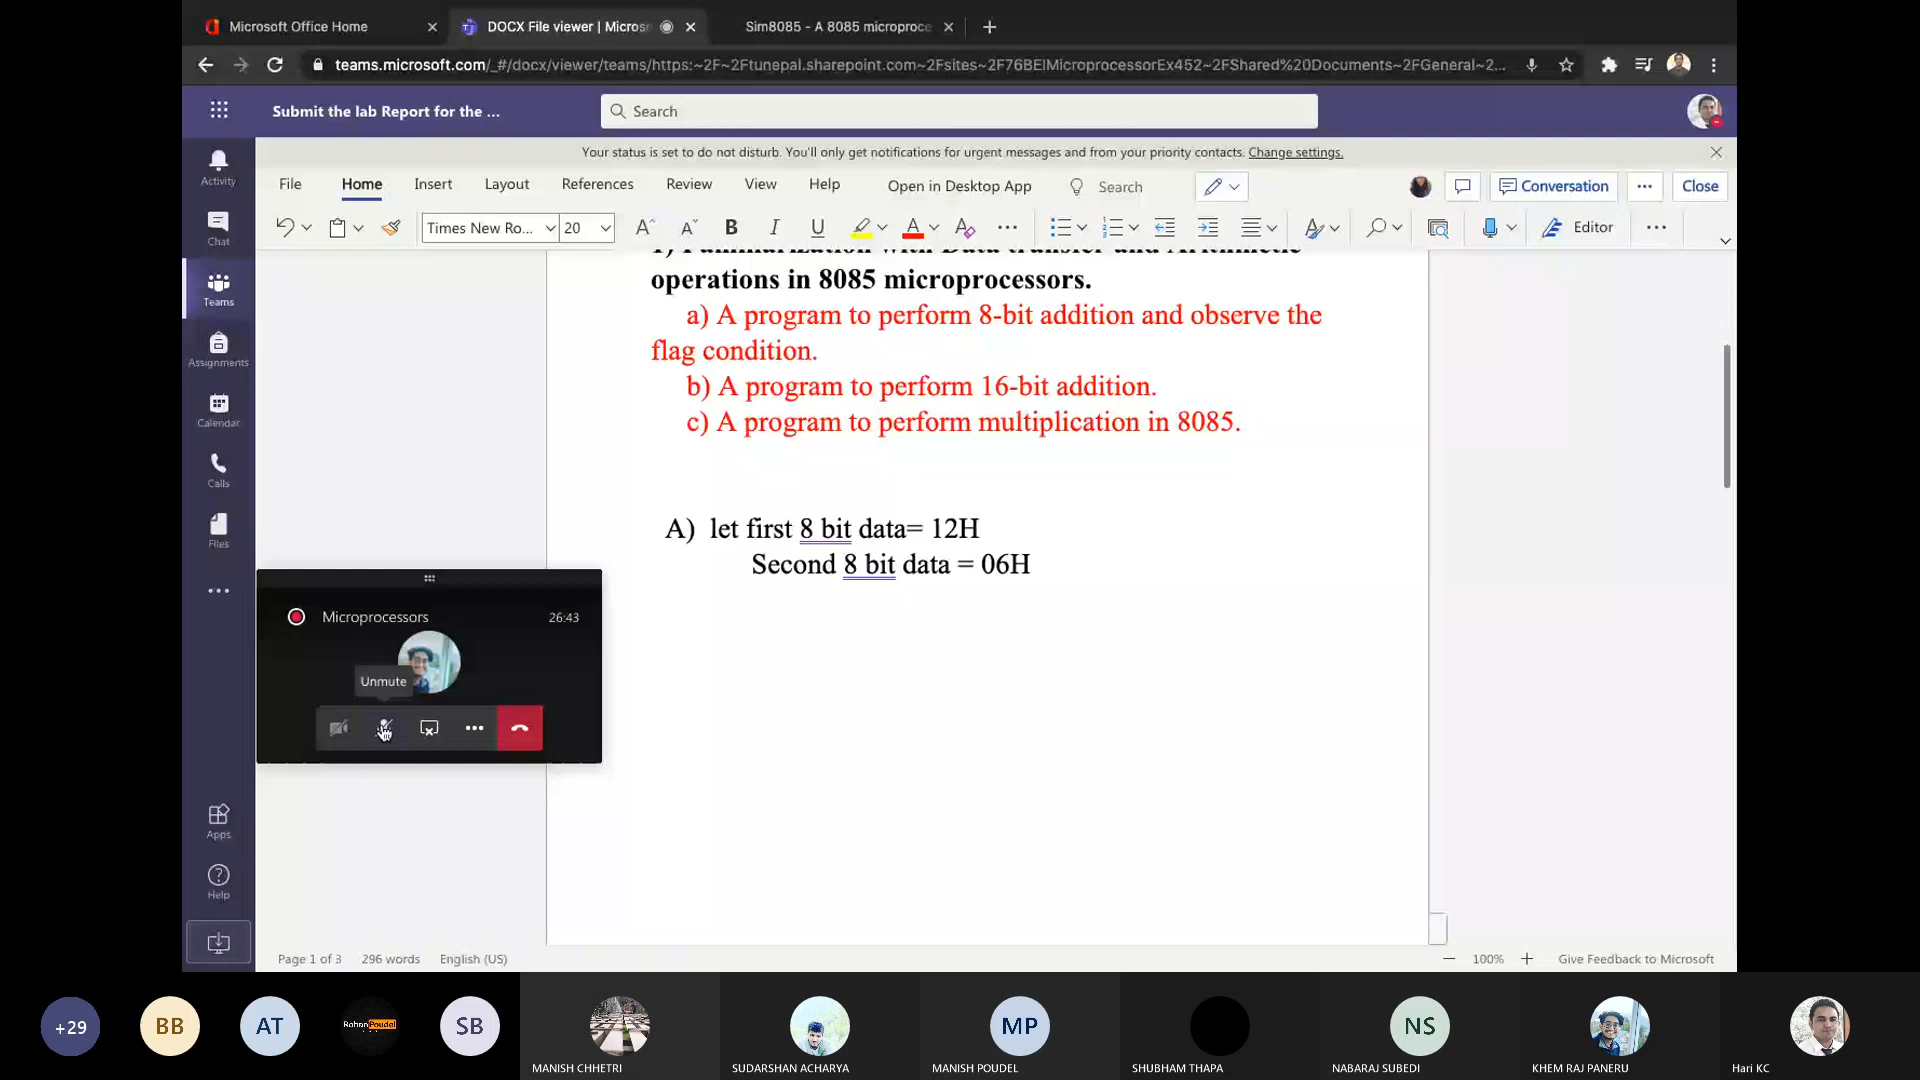 Microsoft Office Home
DOCX File viewer | Micros
Sim8085 - A 8085 microproce
teams.microsoft.com/_#/docx/viewer/teams/https:~2F~2Ftunepal.sharepoint.com~2Fsites~2F76BEIMicroprocessorEx452~2FShared%20Documents~2FGeneral~2...
Submit the lab Report for the ...
Search
Your status is set to do not disturb. You'll only get notifications for urgent messages and from your priority contacts. Change settings.
File Home Insert Layout References Review View Help Open in Desktop App Search Conversation Close
Times New Ro... 20 A A B I U A Editor
Activity
Chat
Teams
Assignments
Calendar
Calls
Files
Apps
Help
operations in 8085 microprocessors.
a) A program to perform 8-bit addition and observe the
flag condition.
b) A program to perform 16-bit addition.
c) A program to perform multiplication in 8085.
A) let first 8 bit data= 12H
Second 8 bit data = 06H
Microprocessors 26:43
Unmute
Page 1 of 3 296 words English (US) 100% Give Feedback to Microsoft
+29 BB AT Rohan Poudel SB MP NS
MANISH CHHETRI SUDARSHAN ACHARYA MANISH POUDEL SHUBHAM THAPA NABARAJ SUBEDI KHEM RAJ PANERU Hari KC